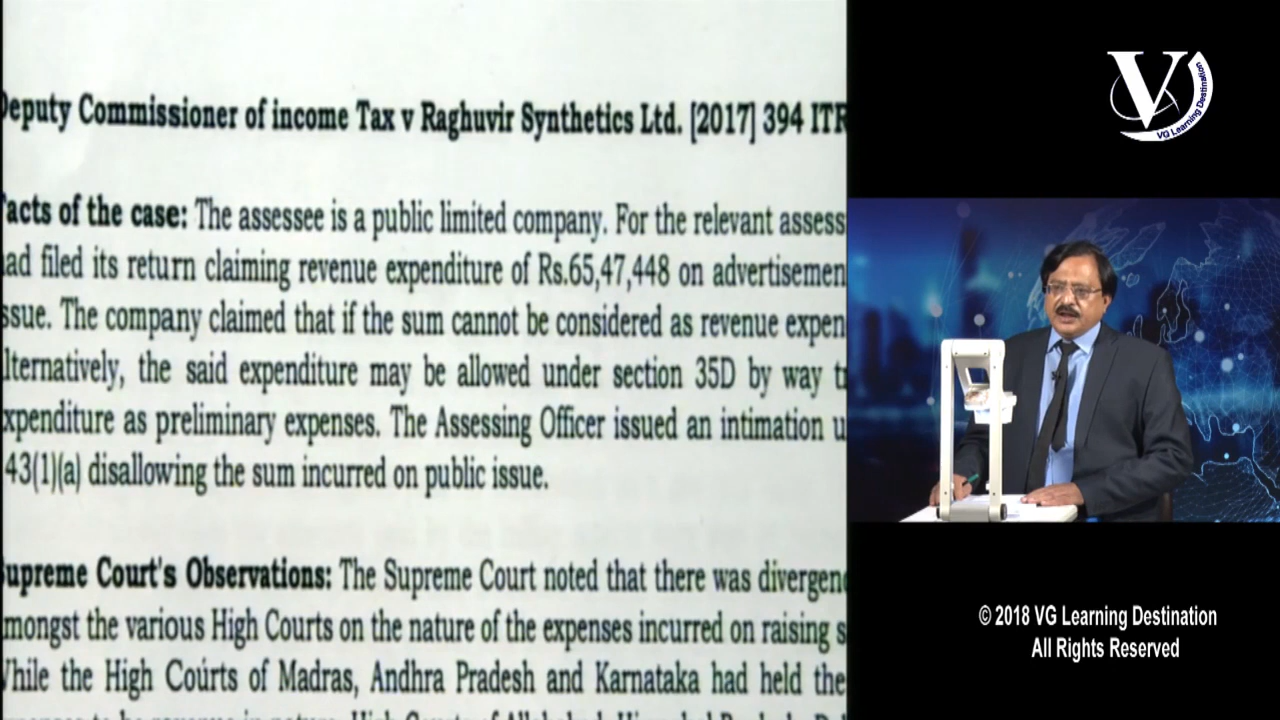 Deputy Commissioner of income Tax v Raghuvir Synthetics Ltd. [2017] 394 ITR
Facts of the case: The assessee is a public limited company. For the relevant assess
had filed its return claiming revenue expenditure of Rs.65,47,448 on advertisemen
issue. The company claimed that if the sum cannot be considered as revenue expen
alternatively, the said expenditure may be allowed under section 35D by way t
expenditure as preliminary expenses. The Assessing Officer issued an intimation u
43(1)(a) disallowing the sum incurred on public issue.
Supreme Court's Observations: The Supreme Court noted that there was divergen
amongst the various High Courts on the nature of the expenses incurred on raising s
While the High Courts of Madras, Andhra Pradesh and Karnataka had held the
V
VG Learning Destination
© 2018 VG Learning Destination
All Rights Reserved